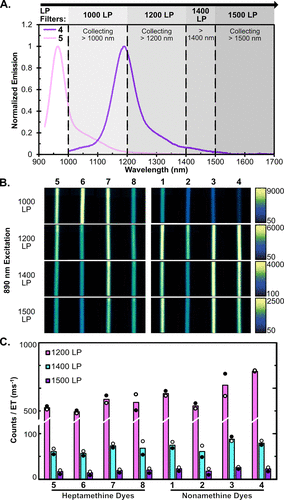 A.
LP Filters: 1000 LP 1200 LP 1400 LP 1500 LP
4
5
Collecting > 1000 nm
Collecting > 1200 nm
> 1400 nm
Collecting > 1500 nm
Normalized Emission
1
0.8
0.6
0.4
0.2
0
900 1000 1100 1200 1300 1400 1500 1600 1700
Wavelength (nm)
B.
5 6 7 8 1 2 3 4
890 nm Excitation
1000 LP
9000
50
1200 LP
6000
50
1400 LP
4000
50
1500 LP
2500
50
C.
1200 LP
1400 LP
1500 LP
Counts / ET (ms⁻¹)
1000
500
100
0
5 6 7 8 1 2 3 4
Heptamethine Dyes Nonamethine Dyes